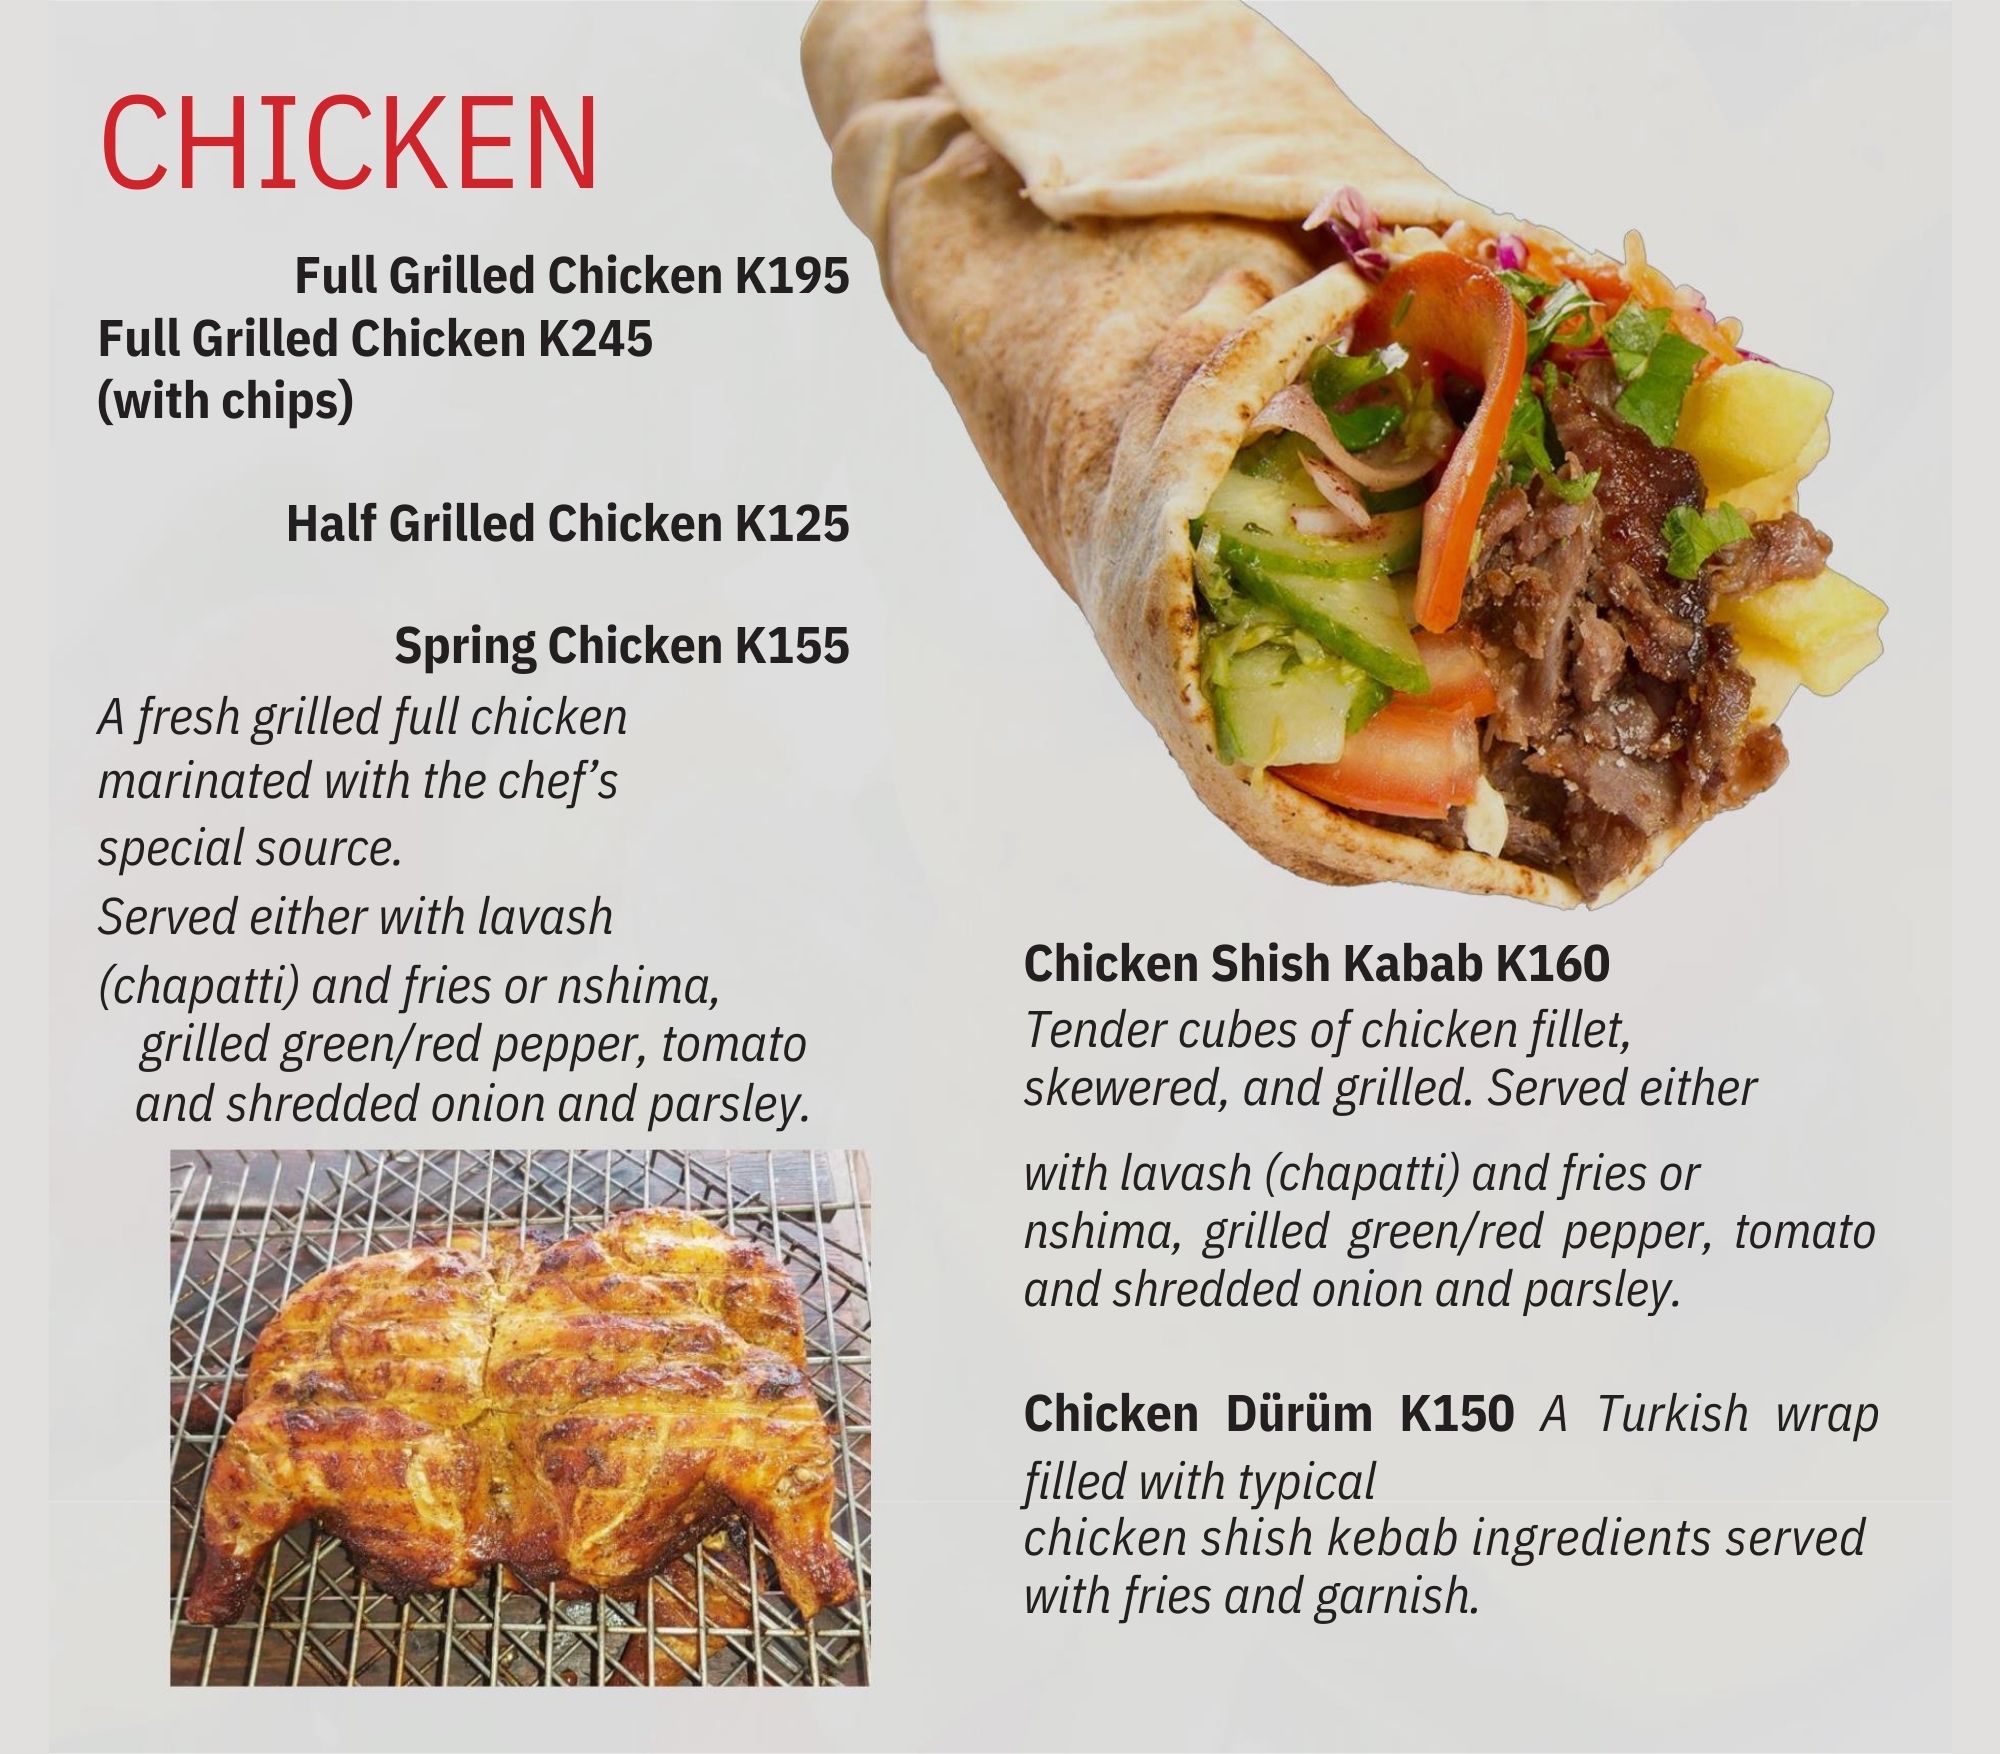 CHICKEN
Full Grilled Chicken K195
Full Grilled Chicken K245
(with chips)
Half Grilled Chicken K125
Spring Chicken K155
A fresh grilled full chicken
marinated with the chef’s
special source.
Served either with lavash
(chapatti) and fries or nshima,
grilled green/red pepper, tomato
and shredded onion and parsley.
Chicken Shish Kabab K160
Tender cubes of chicken fillet,
skewered, and grilled. Served either
with lavash (chapatti) and fries or
nshima, grilled green/red pepper, tomato
and shredded onion and parsley.
Chicken Dürüm K150 A Turkish wrap
filled with typical
chicken shish kebab ingredients served
with fries and garnish.